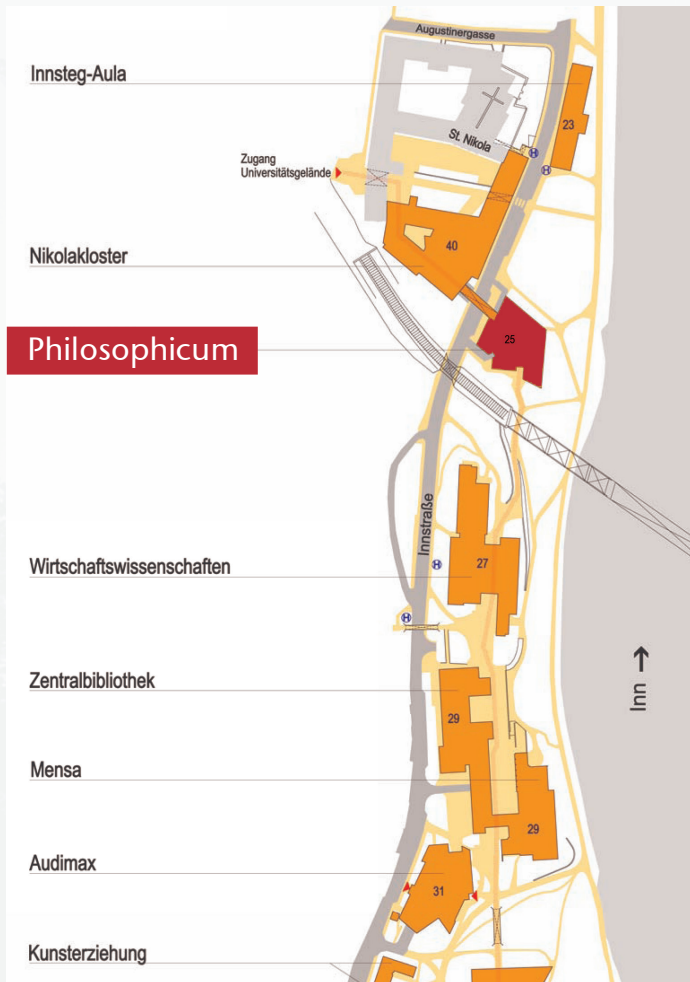 Augustinergasse
Innsteg-Aula
23
St. Nikola
H
H
Zugang
Universitätsgelände
40
Nikolakloster
Philosophicum
25
Innstraße
Wirtschaftswissenschaften
27
H
H
Inn →
Zentralbibliothek
29
Mensa
29
Audimax
31
Kunsterziehung